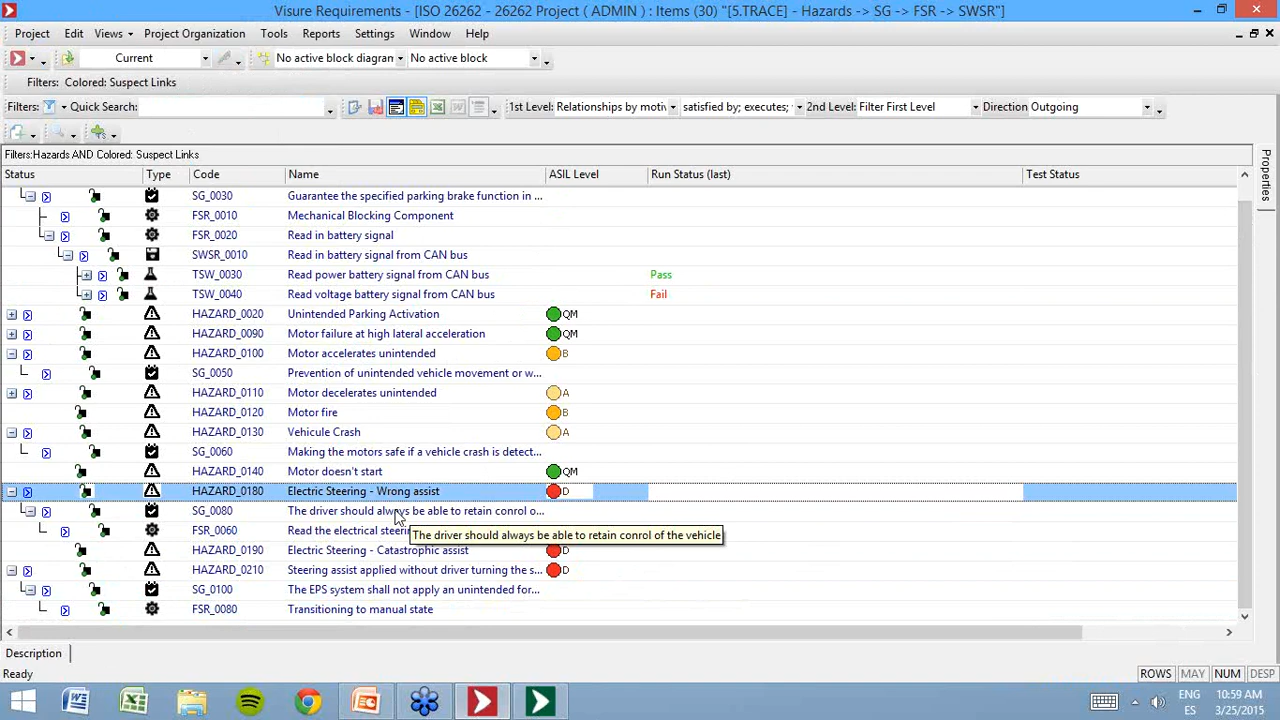 Visure Requirements - [ISO 26262 - 26262 Project ( ADMIN ) : Items (30) "[5.TRACE] - Hazards -> SG -> FSR -> SWSR"]
Project Edit Views Project Organization Tools Reports Settings Window Help
Current No active block diagran No active block
Filters: Colored: Suspect Links
Filters: Quick Search: 1st Level: Relationships by motiv satisfied by; executes; 2nd Level: Filter First Level Direction Outgoing
Filters:Hazards AND Colored: Suspect Links
Properties
Status Type Code Name ASIL Level Run Status (last) Test Status
SG_0030 Guarantee the specified parking brake function in ...
FSR_0010 Mechanical Blocking Component
FSR_0020 Read in battery signal
SWSR_0010 Read in battery signal from CAN bus
TSW_0030 Read power battery signal from CAN bus Pass
TSW_0040 Read voltage battery signal from CAN bus Fail
HAZARD_0020 Unintended Parking Activation QM
HAZARD_0090 Motor failure at high lateral acceleration QM
HAZARD_0100 Motor accelerates unintended B
SG_0050 Prevention of unintended vehicle movement or w...
HAZARD_0110 Motor decelerates unintended A
HAZARD_0120 Motor fire B
HAZARD_0130 Vehicule Crash A
SG_0060 Making the motors safe if a vehicle crash is detect...
HAZARD_0140 Motor doesn't start QM
HAZARD_0180 Electric Steering - Wrong assist D
SG_0080 The driver should always be able to retain conrol o...
FSR_0060 Read the electrical steerin
The driver should always be able to retain conrol of the vehicle
HAZARD_0190 Electric Steering - Catastrophic assist D
HAZARD_0210 Steering assist applied without driver turning the s... D
SG_0100 The EPS system shall not apply an unintended for...
FSR_0080 Transitioning to manual state
Description
Ready ROWS MAY NUM DESP
ENG 10:59 AM
ES 3/25/2015